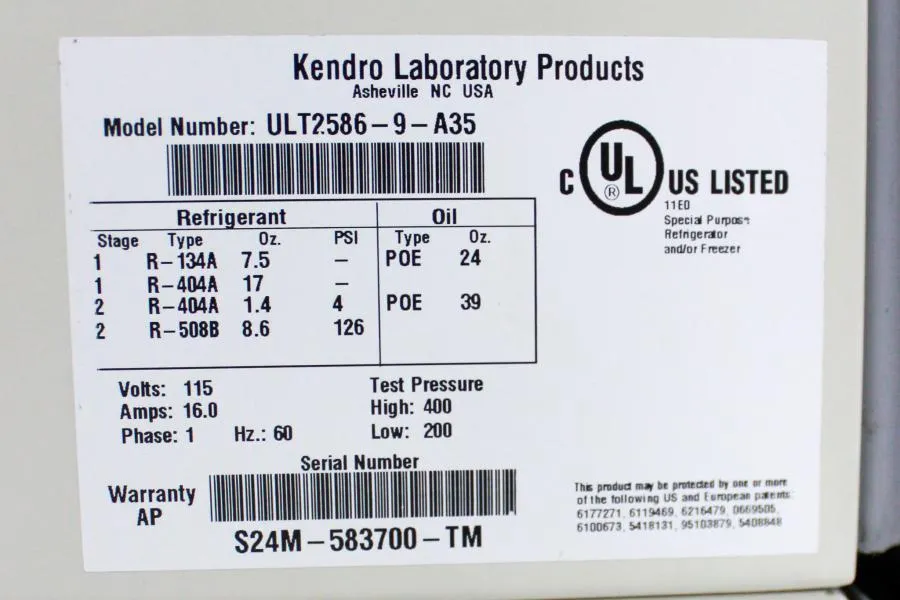 Kendro Laboratory Products
Asheville NC USA
Model Number: ULT2586-9-A35
C UL ® US LISTED
11E0
Special Purpose
Refrigerator
and/or Freezer
Refrigerant Oil
Stage Type Oz. PSI Type Oz.
1 R-134A 7.5 – POE 24
1 R-404A 17 –
2 R-404A 1.4 4 POE 39
2 R-508B 8.6 126
Volts: 115 Test Pressure
Amps: 16.0 High: 400
Phase: 1 Hz.: 60 Low: 200
Serial Number
Warranty
AP
S24M-583700-TM
This product may be protected by one or more
of the following US and European patents:
6177271, 6119469, 6216479, 0669505,
6100673, 5418131, 95103879, 5408848